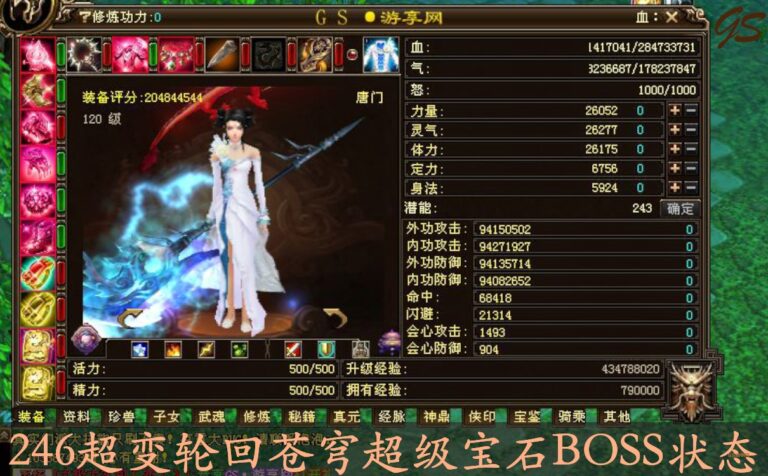 修炼功力:0
GS●游享网
血:
GS
血:
1417041/284733731
气:
3236687/178237847
怒:
1000/1000
装备评分:204844544
唐门
120 级
力量:
26052 0
灵气:
26277 0
体力:
26175 0
定力:
6756 0
身法:
5924 0
潜能:
243 确定
外功攻击:
94150502 0
内功攻击:
94271927 0
外功防御:
94135714 0
内功防御:
94082652 0
命中:
68418 0
闪避:
21314 0
会心攻击:
1493 0
会心防御:
904 0
活力:
500/500
升级经验:
434788020
精力:
500/500
拥有经验:
790000
装备 资料 珍兽 子女 武魂 修炼 秘籍 真元 经脉 神鼎 侠印 宝鉴 骑乘 其他
246超变轮回苍穹超级宝石BOSS状态